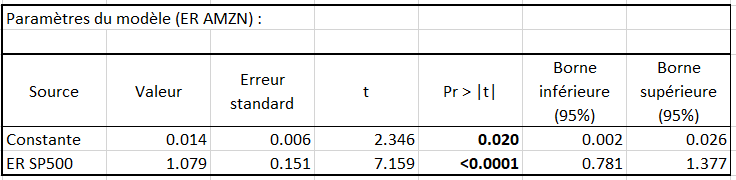 Paramètres du modèle (ER AMZN) :
Source Valeur Erreur standard t Pr > |t| Borne inférieure (95%) Borne supérieure (95%)
Constante 0.014 0.006 2.346 0.020 0.002 0.026
ER SP500 1.079 0.151 7.159 <0.0001 0.781 1.377